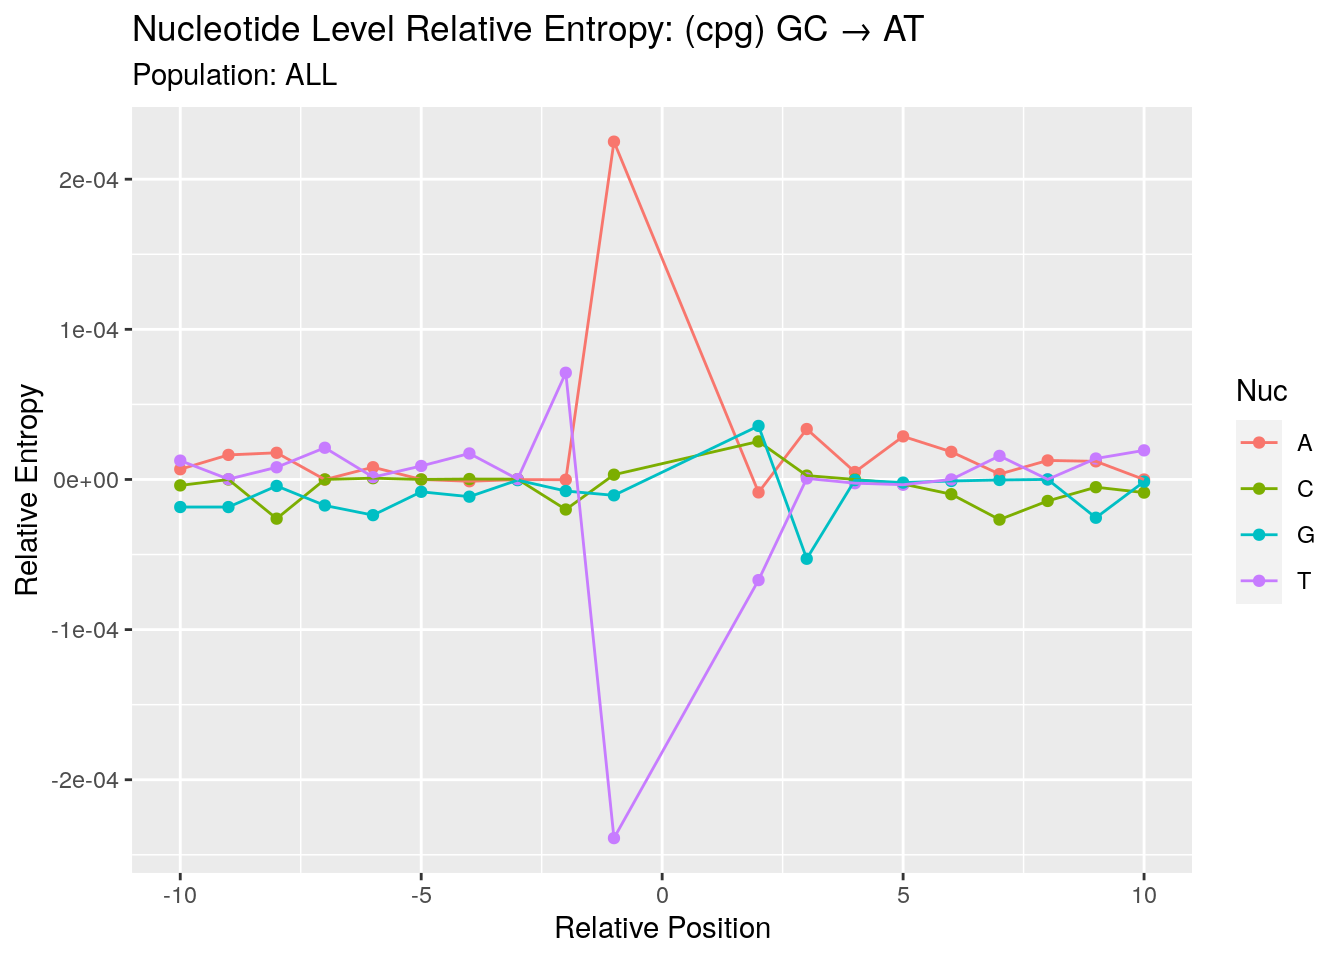 Nucleotide Level Relative Entropy: (cpg) GC → AT
Population: ALL
2e-04
1e-04
0e+00
-1e-04
-2e-04
Relative Entropy
-10
-5
0
5
10
Relative Position
Nuc
A
C
G
T